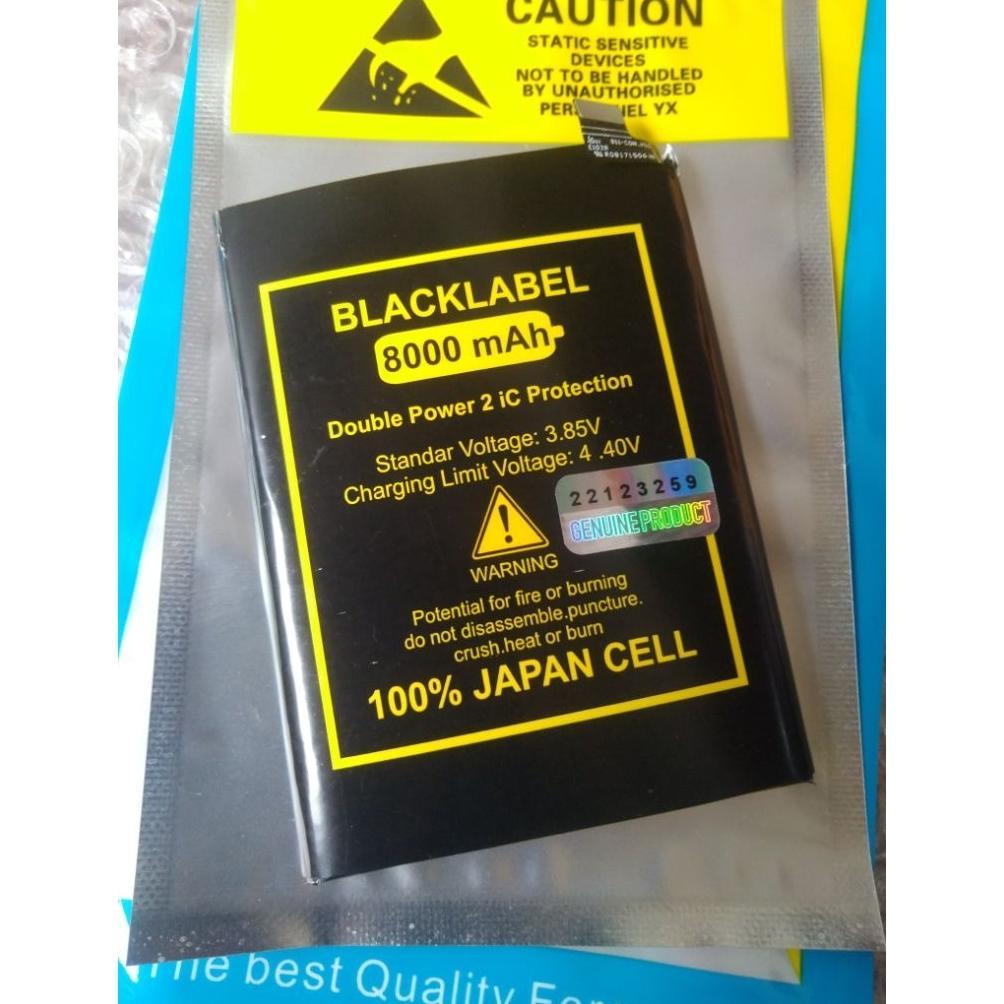 CAUTION
STATIC SENSITIVE
DEVICES
NOT TO BE HANDLED
BY UNAUTHORISED
YX
BLACKLABEL
8000 mAh
Double Power 2 iC Protection
Standar Voltage: 3.85V
Charging Limit Voltage: 4 .40V
22123259
GENUINE PRODUCT
WARNING
Potential for fire or burning
do not disassemble.puncture.
crush.heat or burn
100% JAPAN CELL
The best Quality